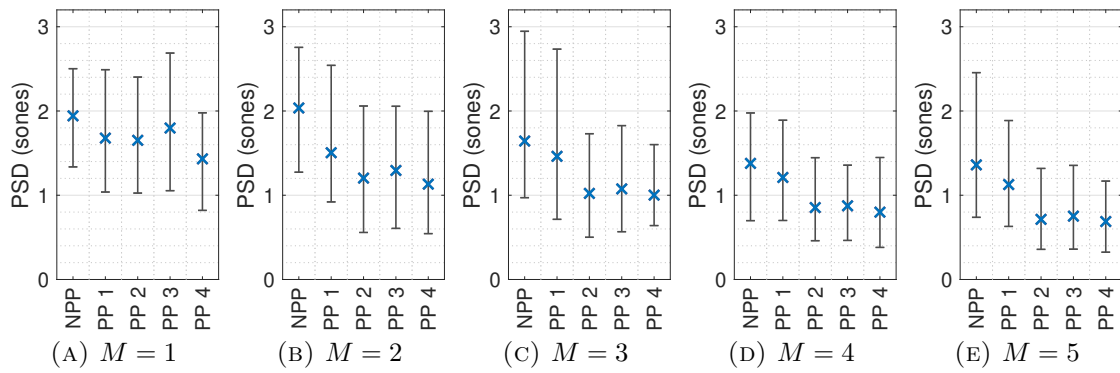 3
2
1
0
PSD (sones)
NPP
PP 1
PP 2
PP 3
PP 4
(A) M = 1
3
2
1
0
PSD (sones)
NPP
PP 1
PP 2
PP 3
PP 4
(B) M = 2
3
2
1
0
PSD (sones)
NPP
PP 1
PP 2
PP 3
PP 4
(C) M = 3
3
2
1
0
PSD (sones)
NPP
PP 1
PP 2
PP 3
PP 4
(D) M = 4
3
2
1
0
PSD (sones)
NPP
PP 1
PP 2
PP 3
PP 4
(E) M = 5